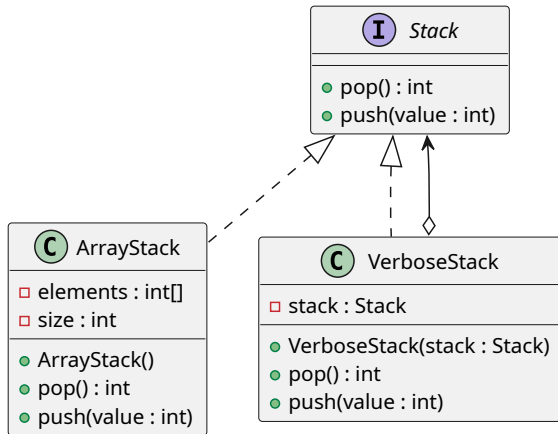 I Stack
pop() : int
push(value : int)
C ArrayStack
elements : int[]
size : int
ArrayStack()
pop() : int
push(value : int)
C VerboseStack
stack : Stack
VerboseStack(stack : Stack)
pop() : int
push(value : int)